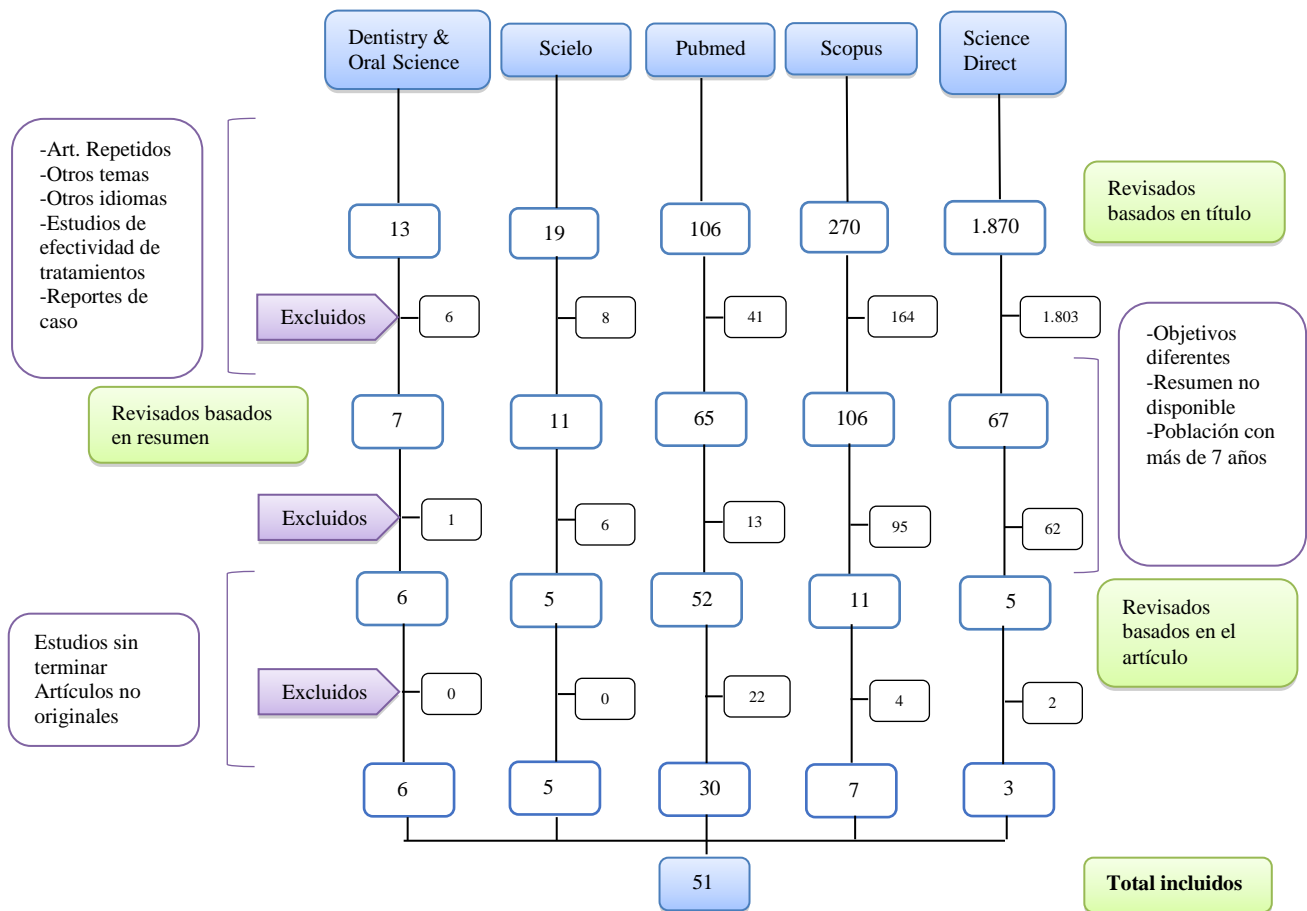 Dentistry &
Oral Science
Scielo
Pubmed
Scopus
Science
Direct
-Art. Repetidos
-Otros temas
-Otros idiomas
-Estudios de
efectividad de
tratamientos
-Reportes de
caso
Revisados
basados en título
13
19
106
270
1.870
Excluidos
6
8
41
164
1.803
-Objetivos
diferentes
-Resumen no
disponible
-Población con
más de 7 años
Revisados basados
en resumen
7
11
65
106
67
Excluidos
1
6
13
95
62
6
5
52
11
5
Revisados
basados en el
artículo
Estudios sin
terminar
Artículos no
originales
Excluidos
0
0
22
4
2
6
5
30
7
3
51
Total incluidos